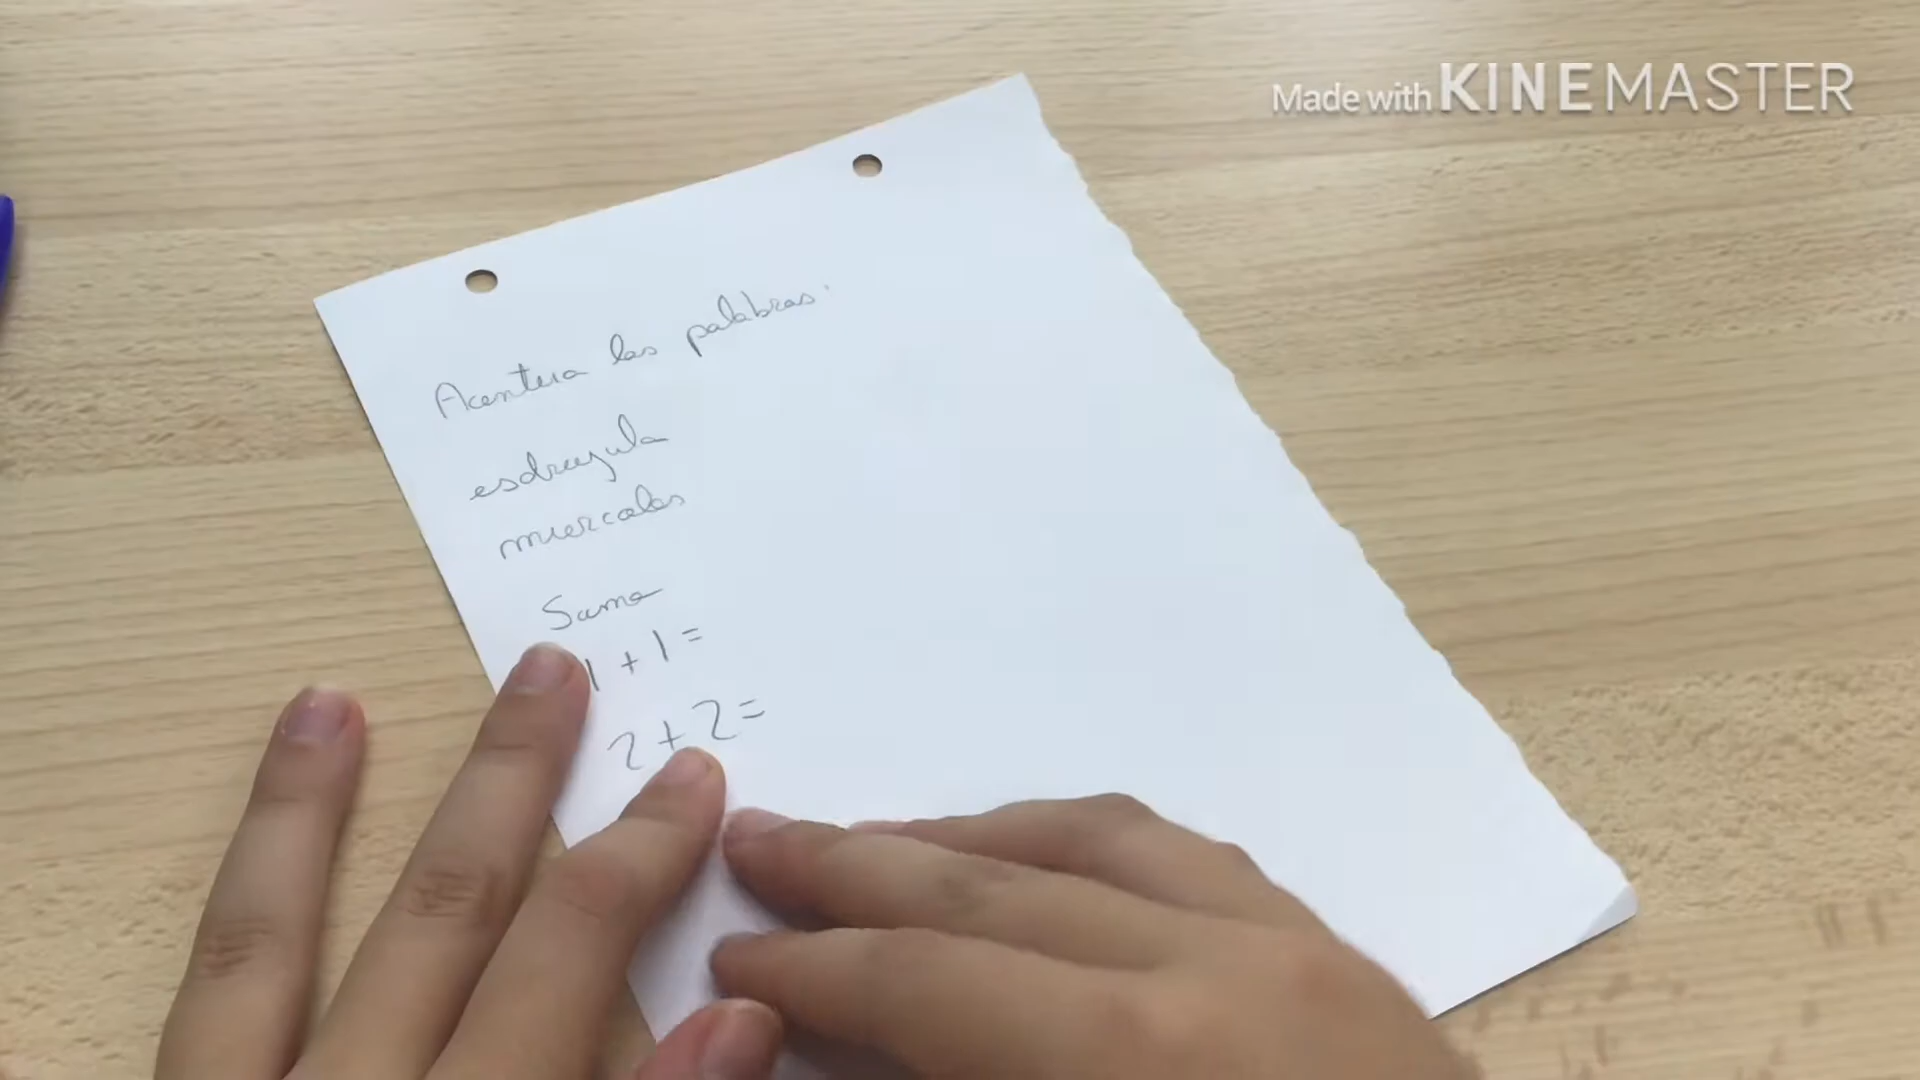 Made with KINEMASTER
Acentua las palabras:
esdrujula
miercoles
Suma
1 + 1 =
2 + 2 =